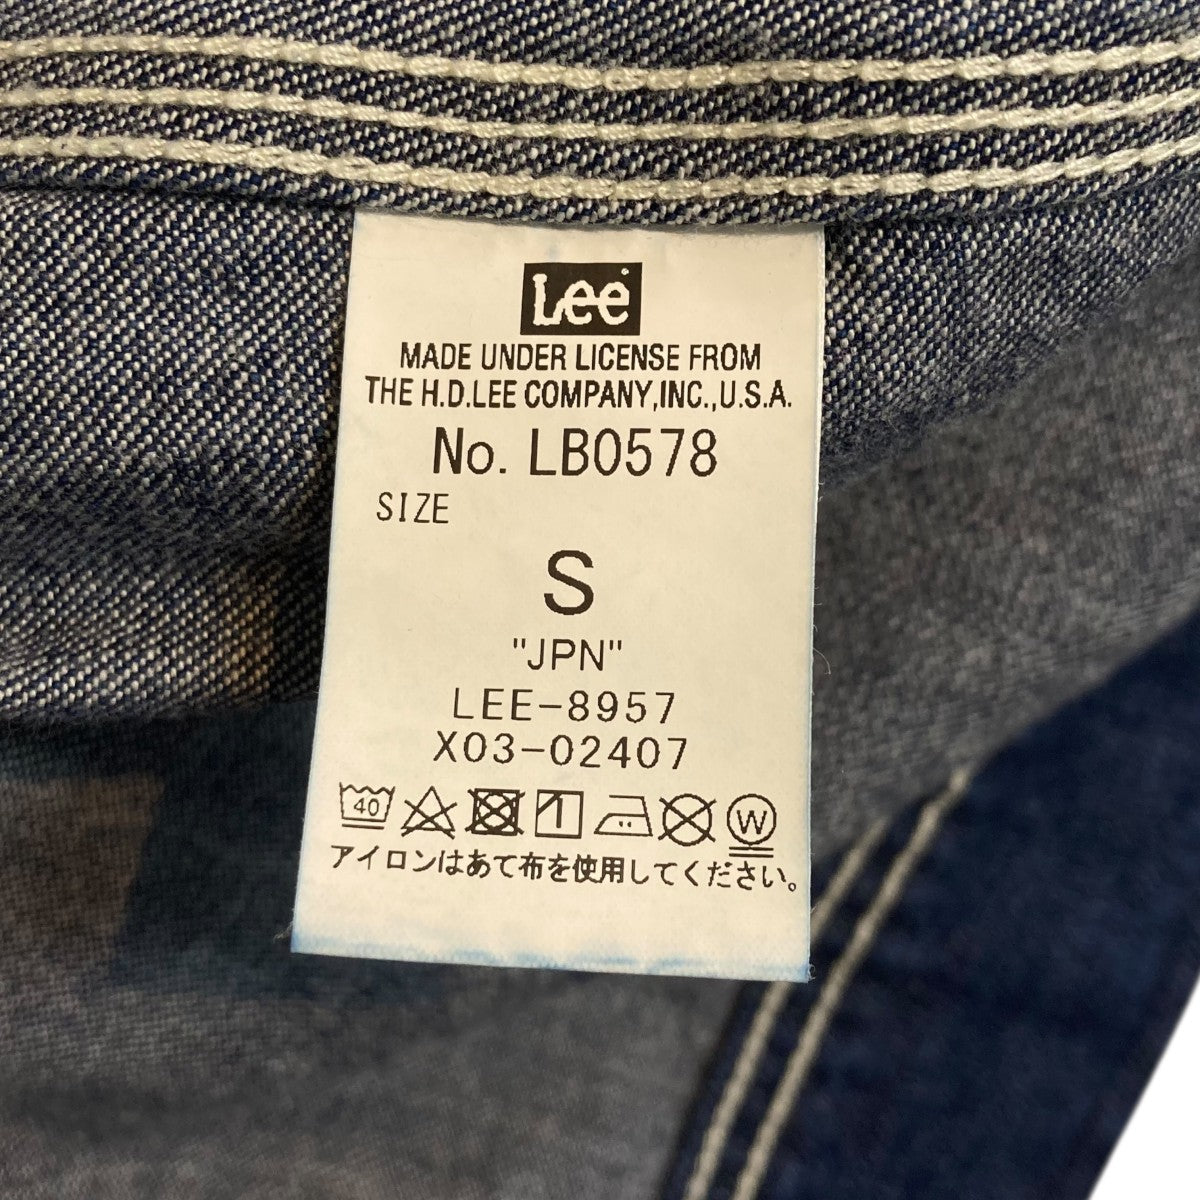 Lee
MADE UNDER LICENSE FROM
THE H.D.LEE COMPANY,INC.,U.S.A.
No. LB0578
SIZE
S
"JPN"
LEE-8957
X03-02407
40 W
アイロンはあて布を使用してください。